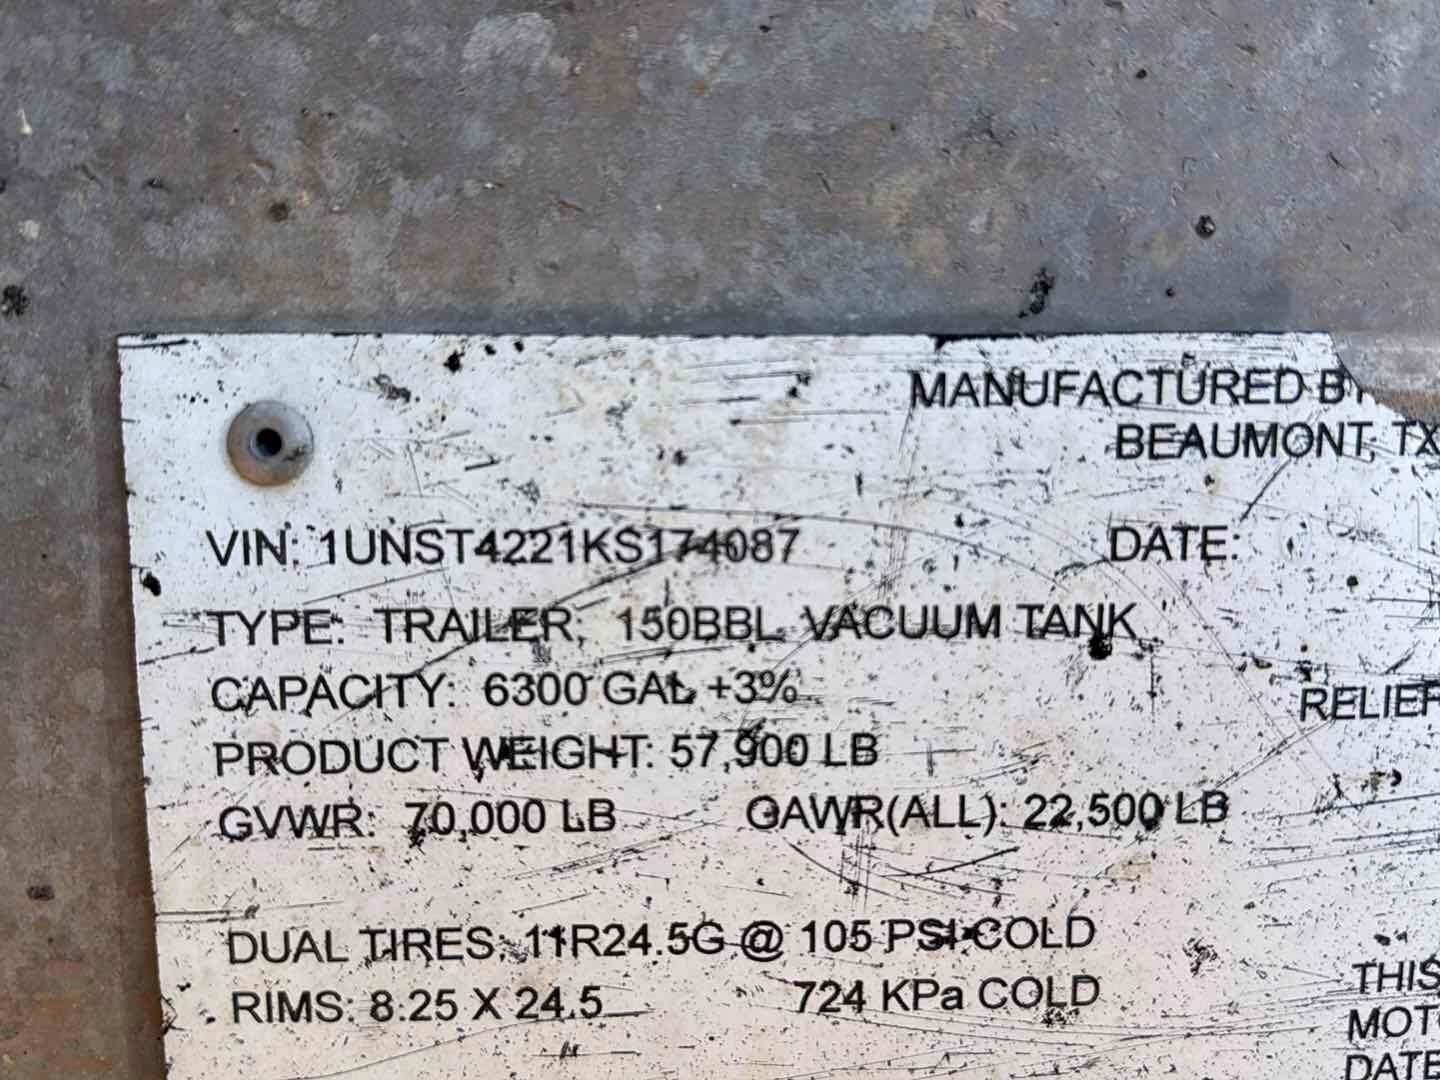 MANUFACTURED BY
BEAUMONT, TX
VIN: 1UNST4221KS174087
DATE:
TYPE: TRAILER, 150BBL VACUUM TANK
CAPACITY: 6300 GAL +3%
RELIEF
PRODUCT WEIGHT: 57,900 LB
GVWR: 70,000 LB GAWR(ALL): 22,500 LB
DUAL TIRES: 11R24.5G @ 105 PSI COLD
THIS
RIMS: 8.25 X 24.5 724 KPa COLD
MOTO
DATE